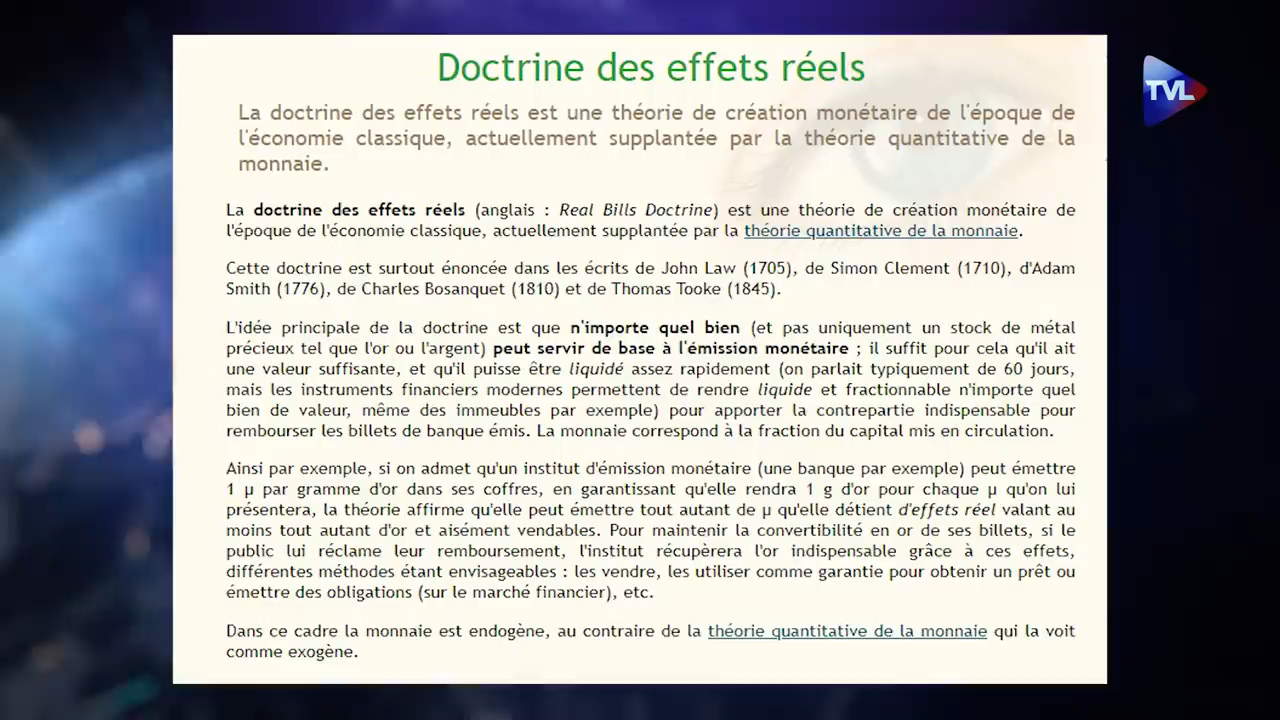 Doctrine des effets réels
TVL
La doctrine des effets réels est une théorie de création monétaire de l'époque de
l'économie classique, actuellement supplantée par la théorie quantitative de la
monnaie.
La doctrine des effets réels (anglais : Real Bills Doctrine) est une théorie de création monétaire de
l'époque de l'économie classique, actuellement supplantée par la théorie quantitative de la monnaie.
Cette doctrine est surtout énoncée dans les écrits de John Law (1705), de Simon Clement (1710), d'Adam
Smith (1776), de Charles Bosanquet (1810) et de Thomas Tooke (1845).
L'idée principale de la doctrine est que n'importe quel bien (et pas uniquement un stock de métal
précieux tel que l'or ou l'argent) peut servir de base à l'émission monétaire ; il suffit pour cela qu'il ait
une valeur suffisante, et qu'il puisse être liquidé assez rapidement (on parlait typiquement de 60 jours,
mais les instruments financiers modernes permettent de rendre liquide et fractionnable n'importe quel
bien de valeur, même des immeubles par exemple) pour apporter la contrepartie indispensable pour
rembourser les billets de banque émis. La monnaie correspond à la fraction du capital mis en circulation.
Ainsi par exemple, si on admet qu'un institut d'émission monétaire (une banque par exemple) peut émettre
1 µ par gramme d'or dans ses coffres, en garantissant qu'elle rendra 1 g d'or pour chaque µ qu'on lui
présentera, la théorie affirme qu'elle peut émettre tout autant de µ qu'elle détient d'effets réel valant au
moins tout autant d'or et aisément vendables. Pour maintenir la convertibilité en or de ses billets, si le
public lui réclame leur remboursement, l'institut récupèrera l'or indispensable grâce à ces effets,
différentes méthodes étant envisageables : les vendre, les utiliser comme garantie pour obtenir un prêt ou
émettre des obligations (sur le marché financier), etc.
Dans ce cadre la monnaie est endogène, au contraire de la théorie quantitative de la monnaie qui la voit
comme exogène.